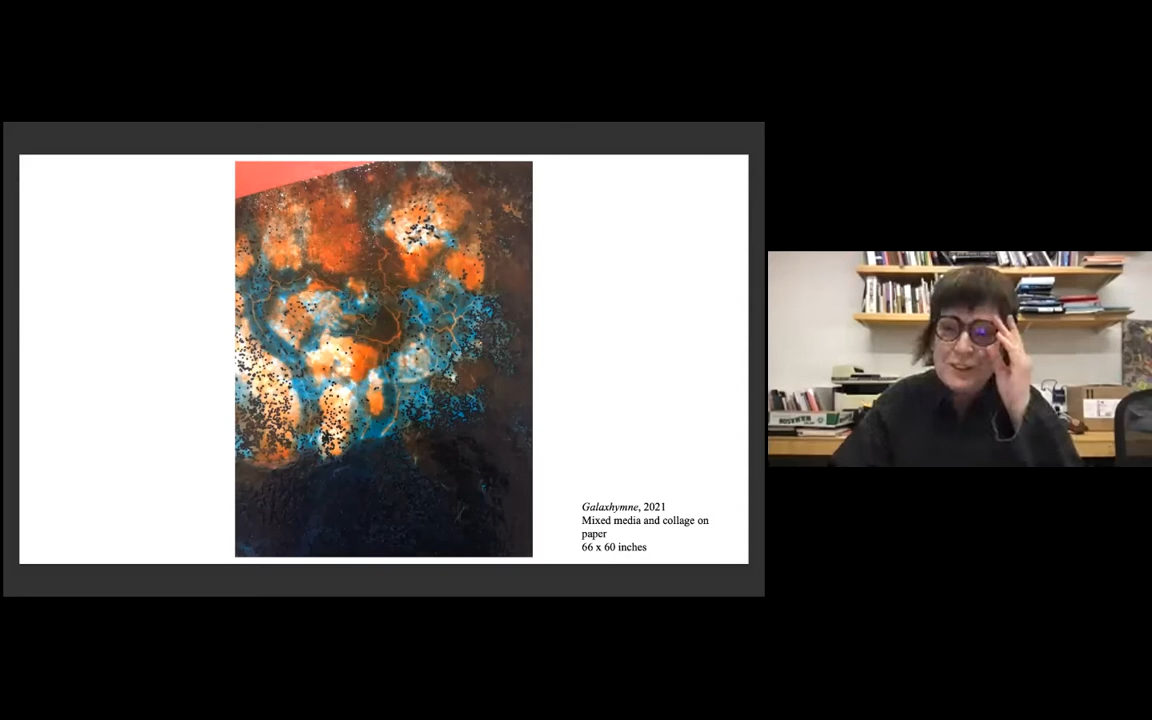 Galaxhymne, 2021
Mixed media and collage on
paper
66 x 60 inches